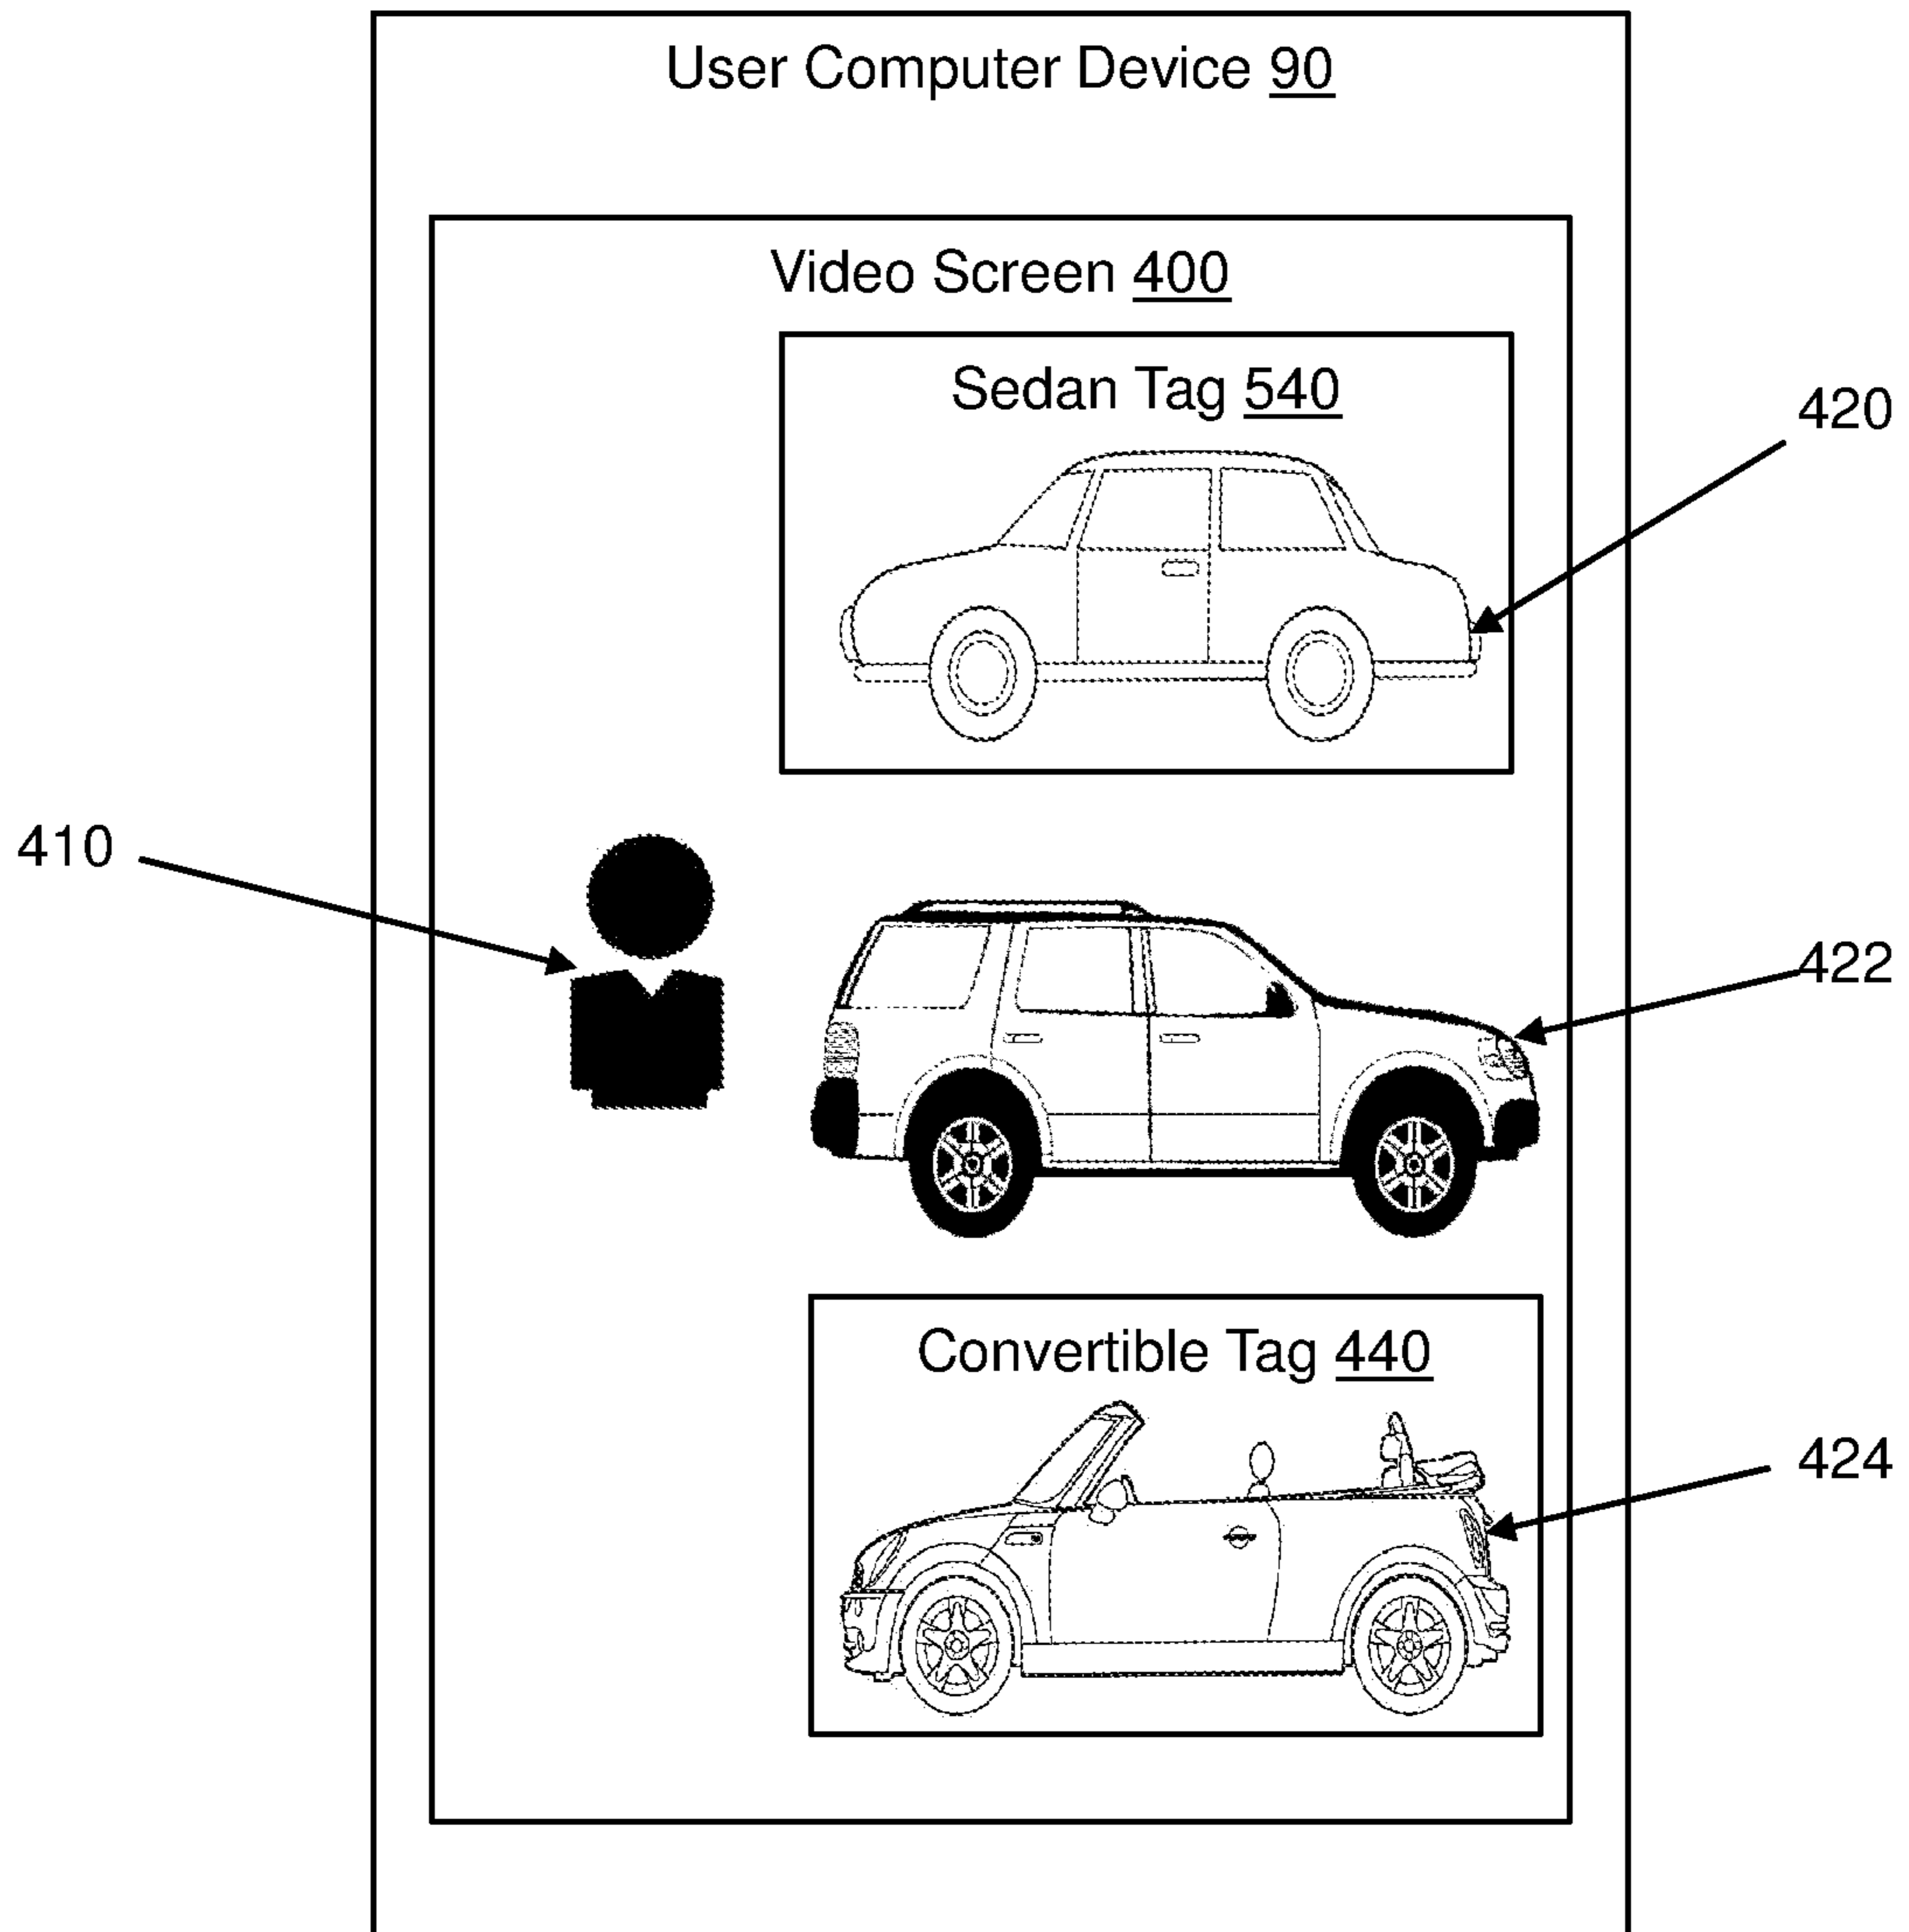 User Computer Device 90
Video Screen 400
Sedan Tag 540
420
410
422
Convertible Tag 440
424